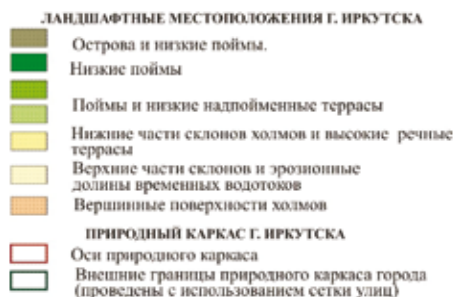 ЛАНДШАФТНЫЕ МЕСТОПОЛОЖЕНИЯ Г. ИРКУТСКА
Острова и низкие поймы.
Низкие поймы
Поймы и низкие надпойменные террасы
Нижние части склонов холмов и высокие речные
террасы
Верхние части склонов и эрозионные
долины временных водотоков
Вершинные поверхности холмов
ПРИРОДНЫЙ КАРКАС Г. ИРКУТСКА
Оси природного каркаса
Внешние границы природного каркаса города
(проведены с использованием сетки улиц)